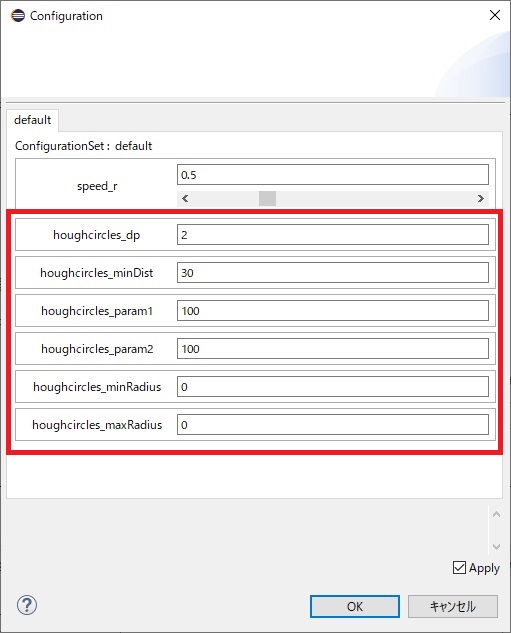 Configuration
default
ConfigurationSet : default
speed_r
0.5
houghcircles_dp
2
houghcircles_minDist
30
houghcircles_param1
100
houghcircles_param2
100
houghcircles_minRadius
0
houghcircles_maxRadius
0
Apply
OK
キャンセル